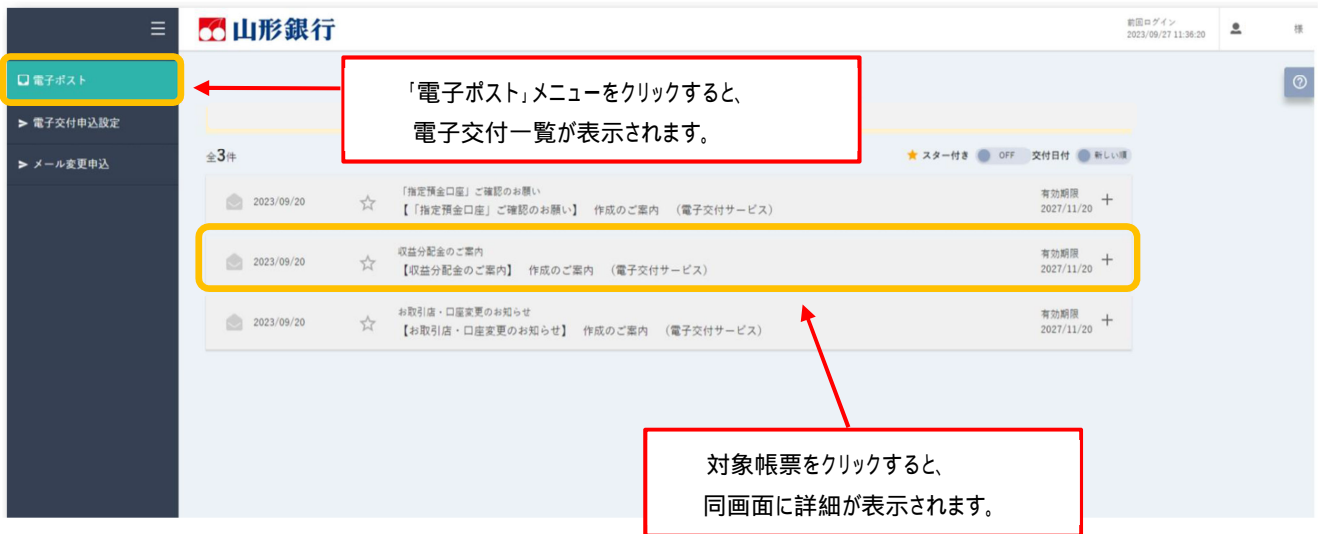 山形銀行
前回ログイン
2023/09/27 11:36:20
様
電子ポスト
電子交付申込設定
メール変更申込
「電子ポスト」メニューをクリックすると、
電子交付一覧が表示されます。
全3件
スター付き OFF 交付日付 新しい順
2023/09/20
「指定預金口座」ご確認のお願い
【「指定預金口座」ご確認のお願い】 作成のご案内 （電子交付サービス）
有効期限
2027/11/20
2023/09/20
収益分配金のご案内
【収益分配金のご案内】 作成のご案内 （電子交付サービス）
有効期限
2027/11/20
2023/09/20
お取引店・口座変更のお知らせ
【お取引店・口座変更のお知らせ】 作成のご案内 （電子交付サービス）
有効期限
2027/11/20
対象帳票をクリックすると、
同画面に詳細が表示されます。